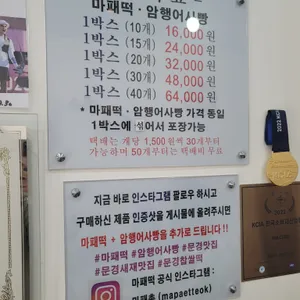 마패떡 · 암행어사빵
1박스 (10개) 16,000원
1박스 (15개) 24,000원
1박스 (20개) 32,000원
1박스 (30개) 48,000원
1박스 (40개) 64,000원
* 마패떡 · 암행어사빵 가격 동일
1박스에 섞어서 포장가능
택배는 개당 1,500원씩 30개부터
가능하며 50개부터는 택배비 무료
지금 바로 인스타그램 팔로우 하시고
구매하신 제품 인증샷을 게시물에 올려주시면
마패떡 + 암행어사빵을 추가로 드립니다!!
#마패떡 #암행어사빵 #문경맛집
#문경새재맛집 #문경찹쌀떡
마패떡 공식 인스타그램 :
(mapaetteok)